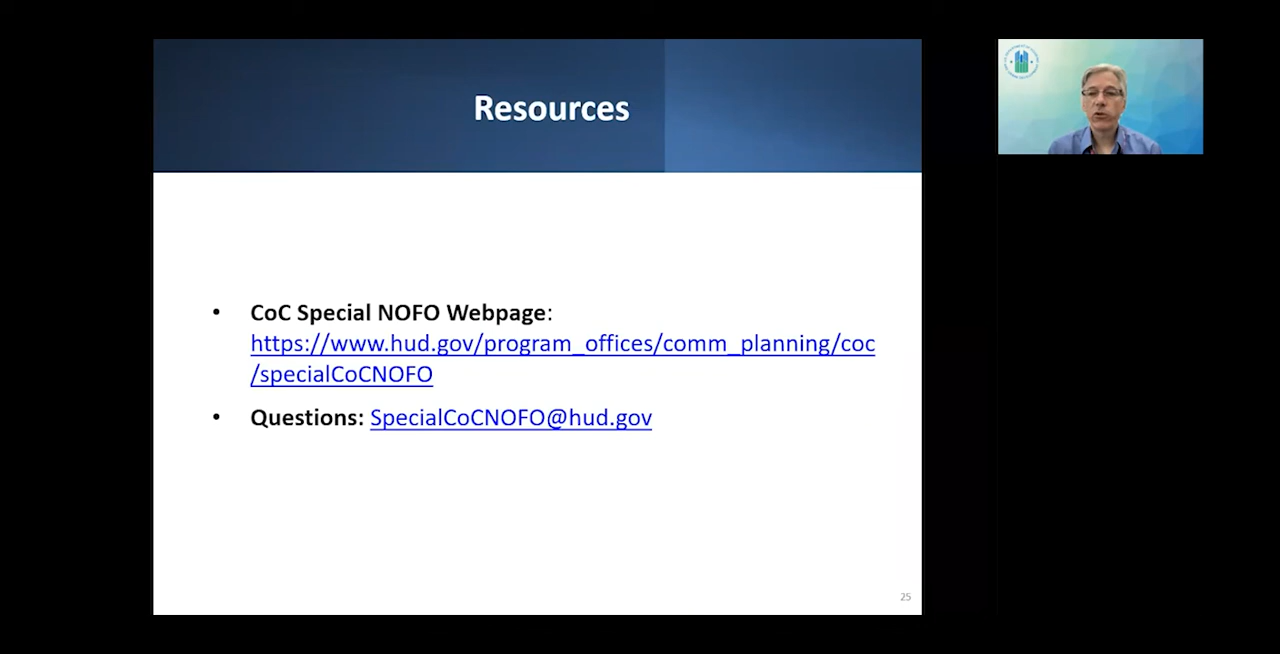 Resources
• CoC Special NOFO Webpage:
https://www.hud.gov/program_offices/comm_planning/coc
/specialCoCNOFO
• Questions: SpecialCoCNOFO@hud.gov
25